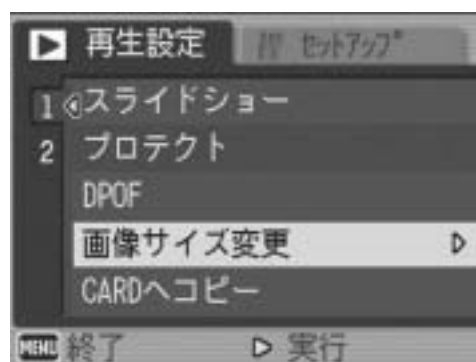 再生設定 セットアップ
1 スライドショー
2 プロテクト
DPOF
画像サイズ変更
CARDへコピー
MENU 終了 実行